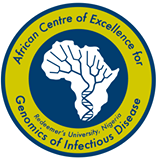 African Centre of Excellence for
Redeemer's University, Nigeria
Genomics of Infectious Disease